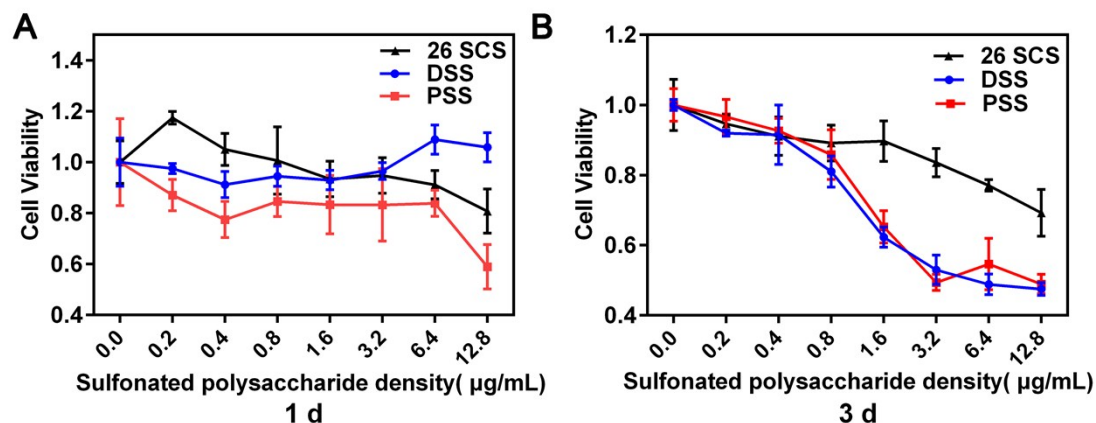 A
26 SCS
DSS
PSS
Cell Viability
1.4
1.2
1.0
0.8
0.6
0.4
0.0 0.2 0.4 0.8 1.6 3.2 6.4 12.8
Sulfonated polysaccharide density( μg/mL)
1 d
B
26 SCS
DSS
PSS
Cell Viability
1.2
1.0
0.8
0.6
0.4
0.0 0.2 0.4 0.8 1.6 3.2 6.4 12.8
Sulfonated polysaccharide density( μg/mL)
3 d